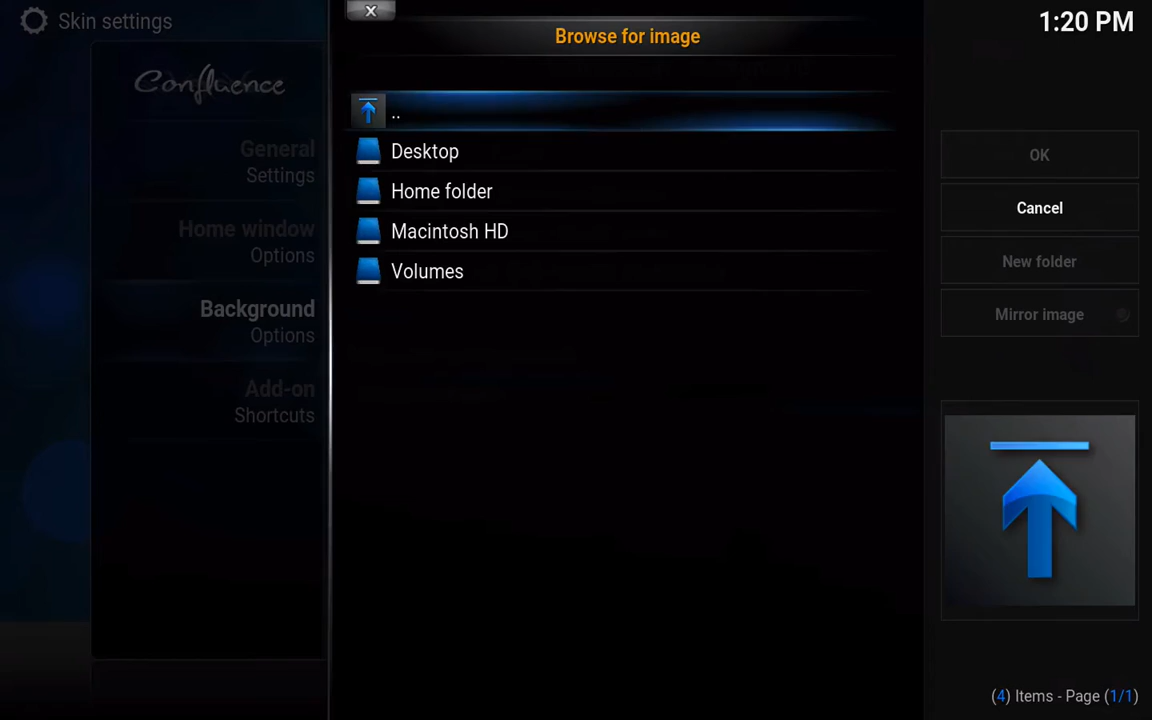 Skin settings
X
Browse for image
1:20 PM
Confluence
General
Settings
Home window
Options
Background
Options
Add-on
Shortcuts
..
Desktop
Home folder
Macintosh HD
Volumes
OK
Cancel
New folder
Mirror image
(4) Items - Page (1/1)